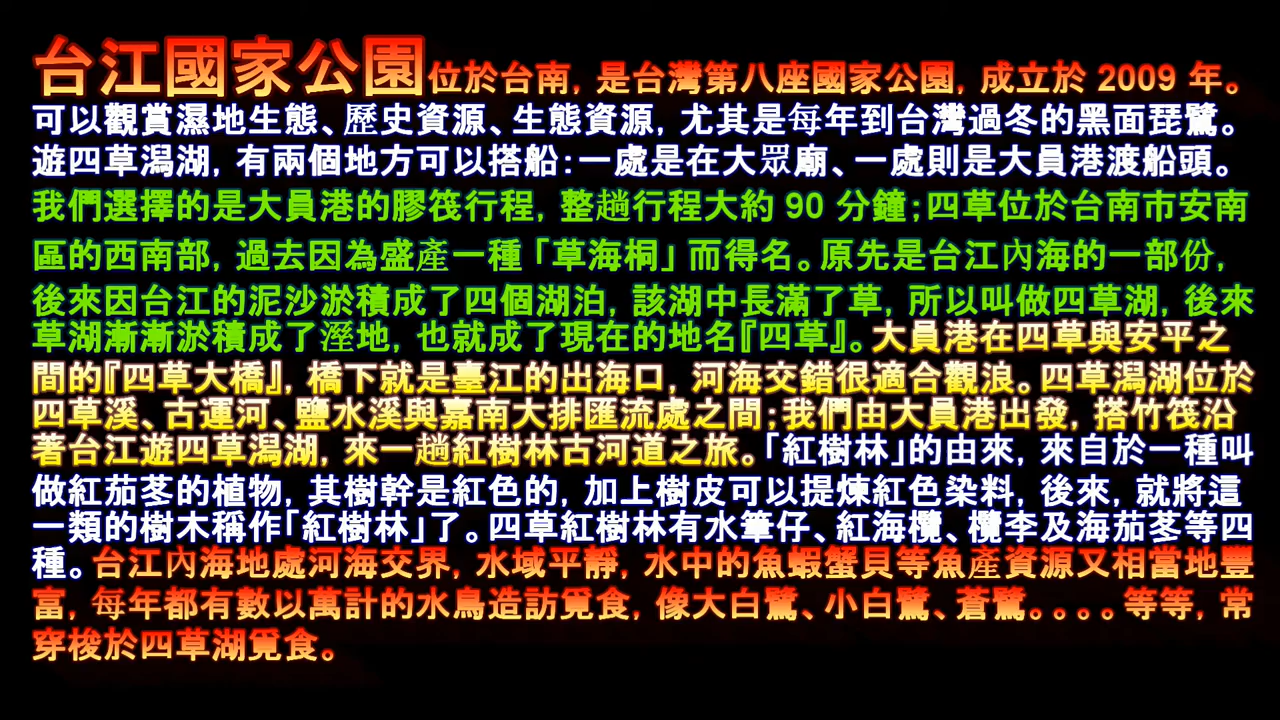 台江國家公園位於台南, 是台灣第八座國家公園, 成立於 2009 年。
可以觀賞濕地生態、歷史資源、生態資源, 尤其是每年到台灣過冬的黑面琵鷺。
遊四草潟湖, 有兩個地方可以搭船:一處是在大眾廟、一處則是大員港渡船頭。
我們選擇的是大員港的膠筏行程, 整趟行程大約 90 分鐘;四草位於台南市安南
區的西南部, 過去因為盛產一種「草海桐」而得名。原先是台江內海的一部份,
後來因台江的泥沙淤積成了四個湖泊, 該湖中長滿了草, 所以叫做四草湖, 後來
草湖漸漸淤積成了溼地, 也就成了現在的地名『四草』。大員港在四草與安平之
間的『四草大橋』, 橋下就是臺江的出海口, 河海交錯很適合觀浪。四草潟湖位於
四草溪、古運河、鹽水溪與嘉南大排匯流處之間;我們由大員港出發, 搭竹筏沿
著台江遊四草潟湖, 來一趟紅樹林古河道之旅。「紅樹林」的由來, 來自於一種叫
做紅茄苳的植物, 其樹幹是紅色的, 加上樹皮可以提煉紅色染料, 後來, 就將這
一類的樹木稱作「紅樹林」了。四草紅樹林有水筆仔、紅海欖、欖李及海茄苳等四
種。台江內海地處河海交界, 水域平靜, 水中的魚蝦蟹貝等魚產資源又相當地豐
富, 每年都有數以萬計的水鳥造訪覓食, 像大白鷺、小白鷺、蒼鷺。。。。等等, 常
穿梭於四草湖覓食。